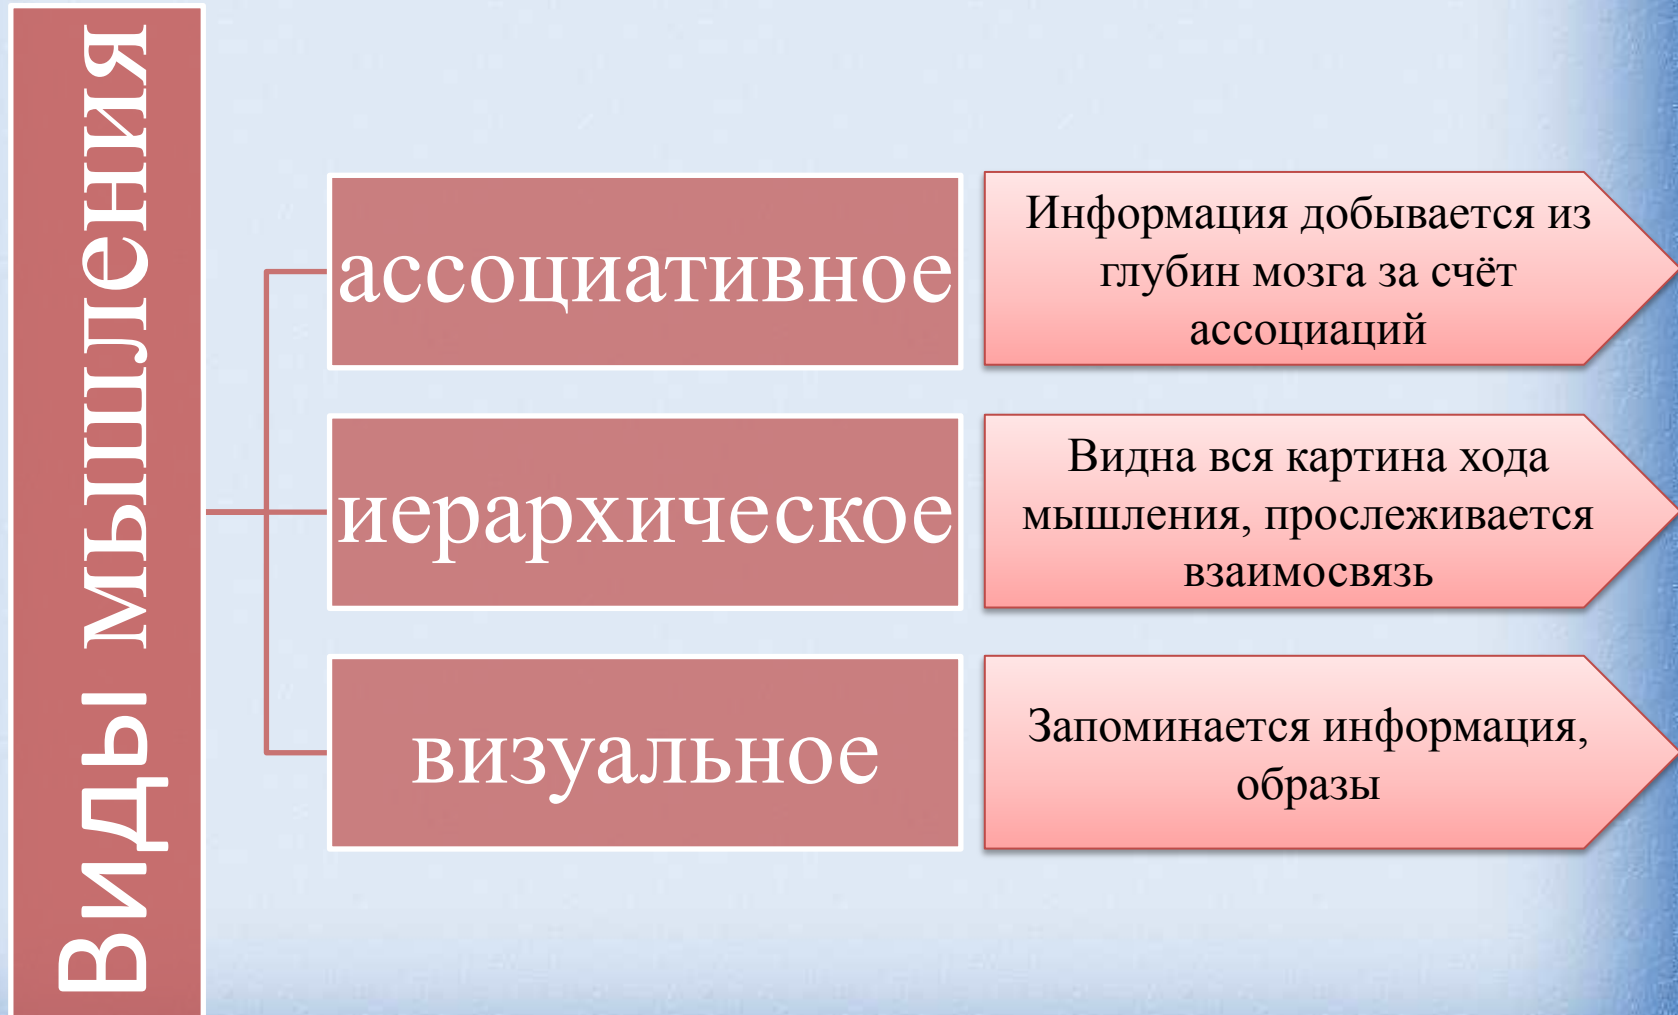 Виды мышления
ассоциативное
Информация добывается из
глубин мозга за счёт
ассоциаций
иерархическое
Видна вся картина хода
мышления, прослеживается
взаимосвязь
визуальное
Запоминается информация,
образы